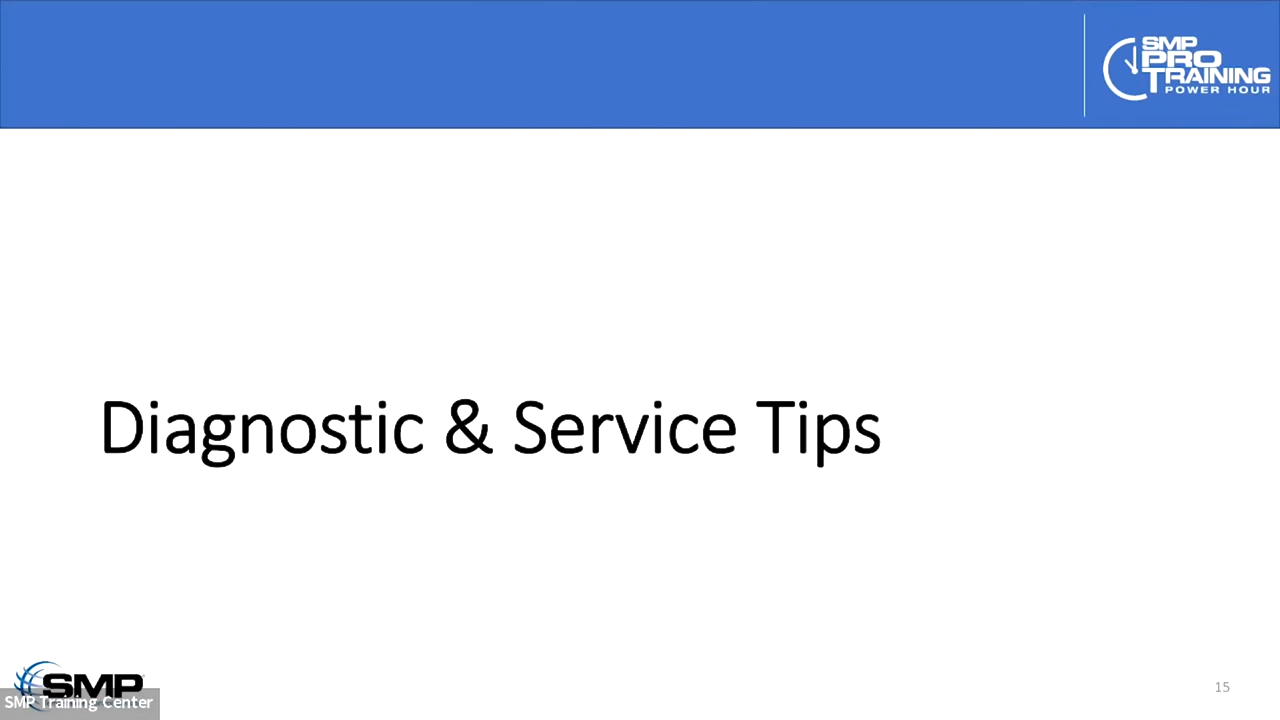 SMP
PRO
TRAINING
POWER HOUR
Diagnostic & Service Tips
SMP
SMP Training Center
15